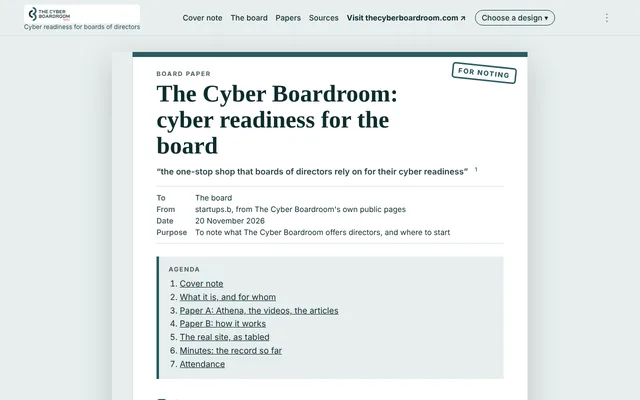 THE CYBER
BOARDROOM
Cyber readiness for boards of directors
Cover note
The board
Papers
Sources
Visit thecyberboardroom.com ↗
Choose a design ▾
FOR NOTING
BOARD PAPER
The Cyber Boardroom:
cyber readiness for the
board
“the one-stop shop that boards of directors rely on for their cyber readiness” 1
To The board
From startups.b, from The Cyber Boardroom's own public pages
Date 20 November 2026
Purpose To note what The Cyber Boardroom offers directors, and where to start
AGENDA
1. Cover note
2. What it is, and for whom
3. Paper A: Athena, the videos, the articles
4. Paper B: how it works
5. The real site, as tabled
6. Minutes: the record so far
7. Attendance